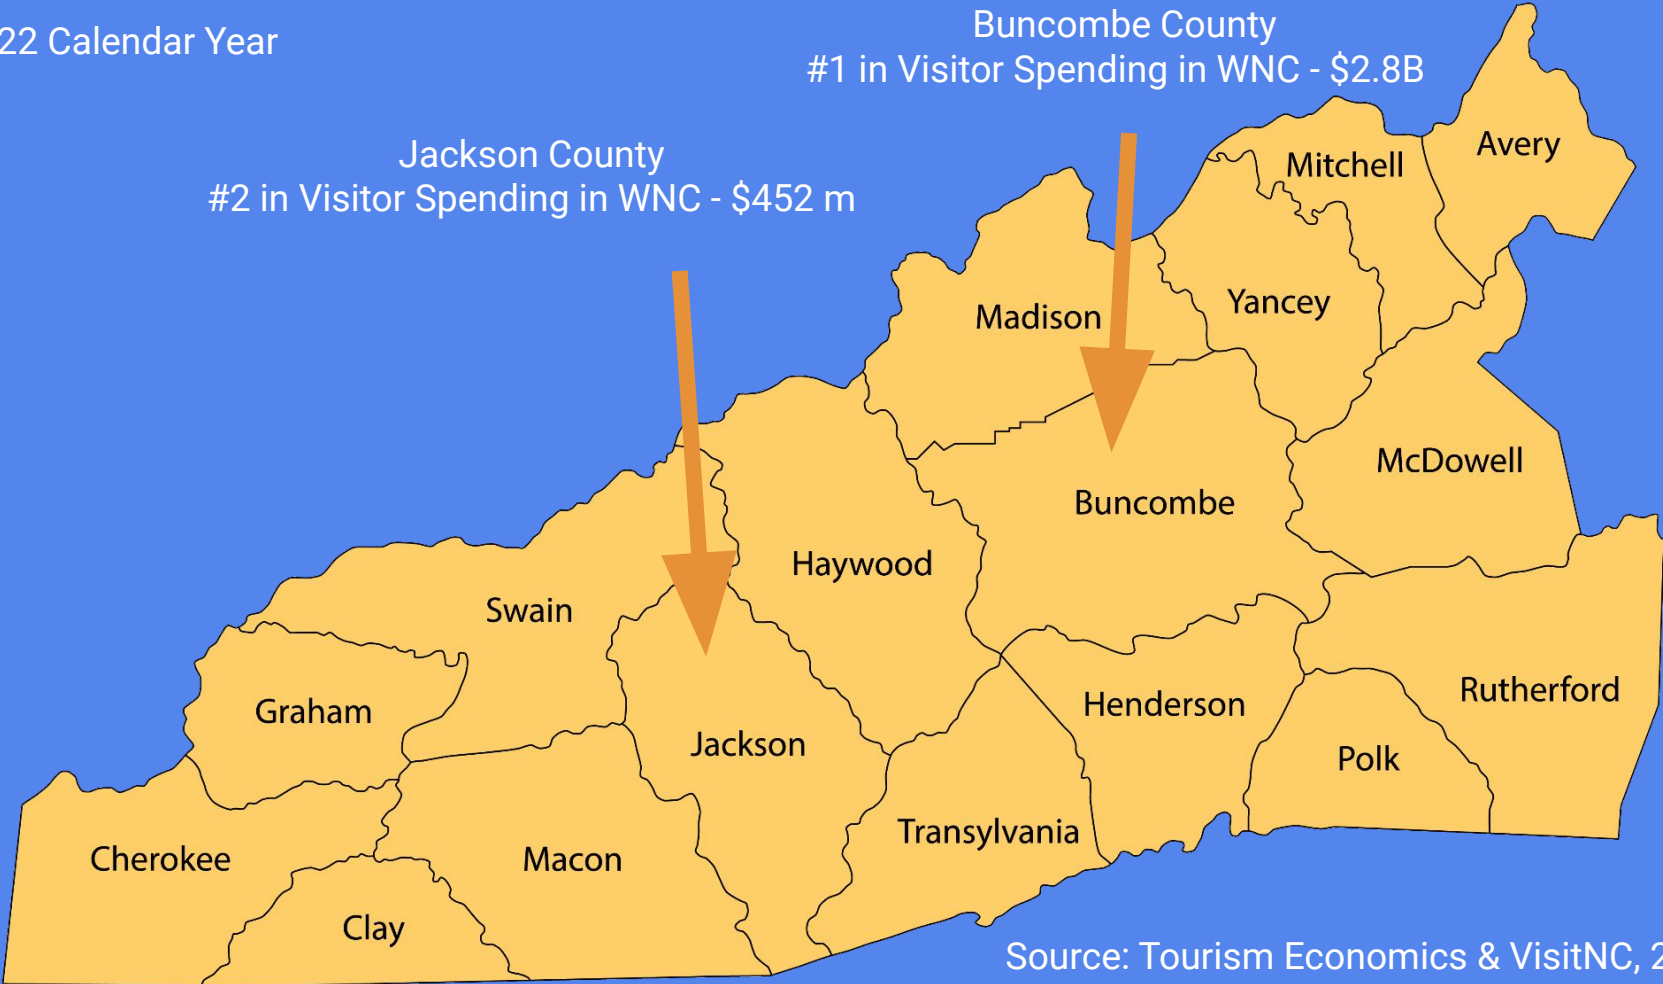 22 Calendar Year
Buncombe County
#1 in Visitor Spending in WNC - $2.8B
Jackson County
#2 in Visitor Spending in WNC - $452 m
Avery
Mitchell
Yancey
Madison
McDowell
Buncombe
Haywood
Swain
Rutherford
Henderson
Graham
Jackson
Polk
Transylvania
Cherokee
Macon
Clay
Source: Tourism Economics & VisitNC, 2